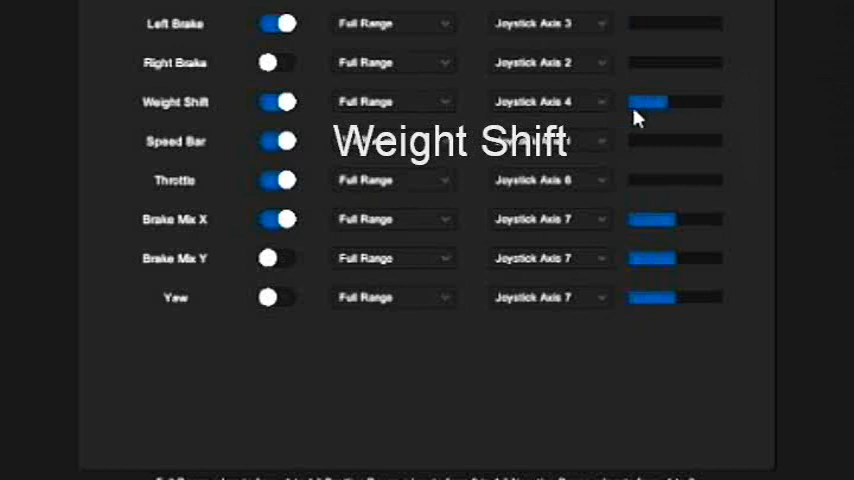 Left Brake Full Range Joystick Axis 3
Right Brake Full Range Joystick Axis 2
Weight Shift Full Range Joystick Axis 4
Speed Bar
Weight Shift
Throttle Full Range Joystick Axis 6
Brake Mix X Full Range Joystick Axis 7
Brake Mix Y Full Range Joystick Axis 7
Yaw Full Range Joystick Axis 7